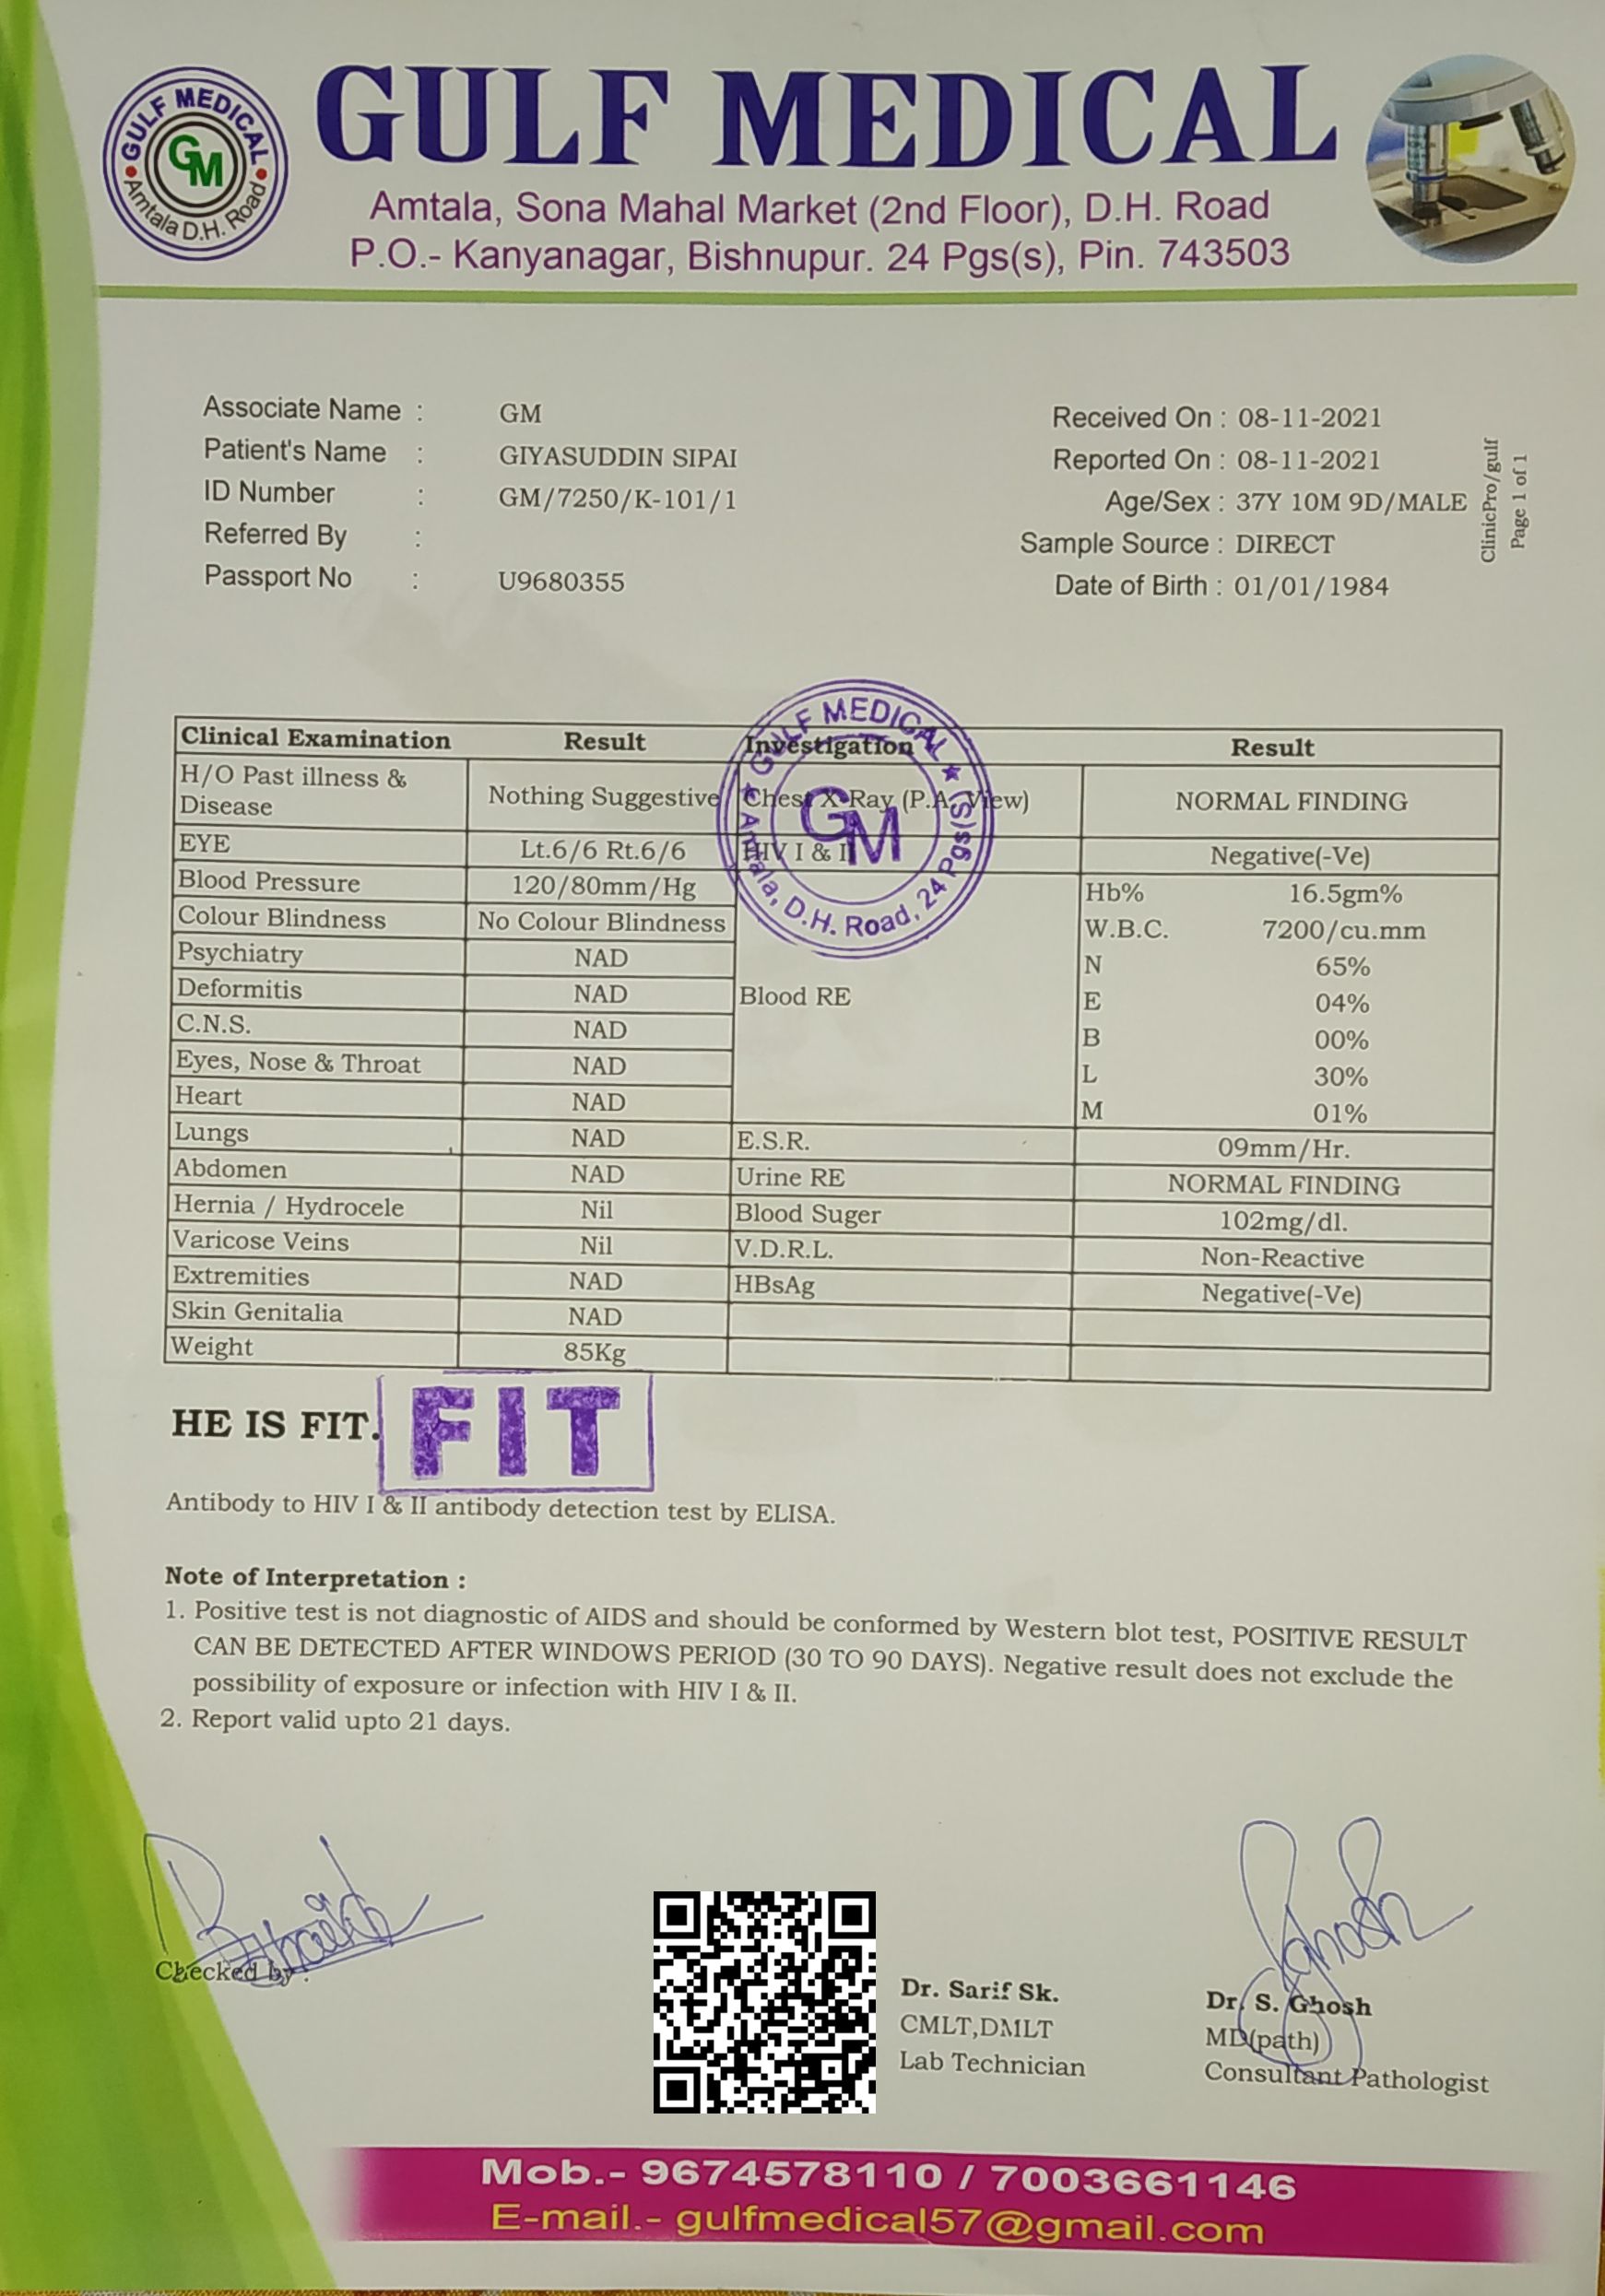 GULF MEDICAL
GM
Amtala D.H. Road
GULF MEDICAL
Amtala, Sona Mahal Market (2nd Floor), D.H. Road
P.O.- Kanyanagar, Bishnupur. 24 Pgs(s), Pin. 743503
Associate Name : GM
Patient's Name : GIYASUDDIN SIPAI
ID Number : GM/7250/K-101/1
Referred By :
Passport No : U9680355
Received On : 08-11-2021
Reported On : 08-11-2021
Age/Sex : 37Y 10M 9D/MALE
Sample Source : DIRECT
Date of Birth : 01/01/1984
ClinicPro/gulf
Page 1 of 1
GULF MEDICAL ★ (S) 24 Pgs(S)
GM
★ Amtala, D.H. Road, 24 Pgs(S)
Clinical Examination Result Investigation Result
H/O Past illness & Disease Nothing Suggestive Chest X-Ray (P.A. View) NORMAL FINDING
EYE Lt.6/6 Rt.6/6 HIV I & II Negative(-Ve)
Blood Pressure 120/80mm/Hg Hb% 16.5gm%
Colour Blindness No Colour Blindness W.B.C. 7200/cu.mm
Psychiatry NAD N 65%
Deformitis NAD Blood RE E 04%
C.N.S. NAD B 00%
Eyes, Nose & Throat NAD L 30%
Heart NAD M 01%
Lungs NAD E.S.R. 09mm/Hr.
Abdomen NAD Urine RE NORMAL FINDING
Hernia / Hydrocele Nil Blood Suger 102mg/dl.
Varicose Veins Nil V.D.R.L. Non-Reactive
Extremities NAD HBsAg Negative(-Ve)
Skin Genitalia NAD
Weight 85Kg
HE IS FIT. FIT
Antibody to HIV I & II antibody detection test by ELISA.
Note of Interpretation :
1. Positive test is not diagnostic of AIDS and should be conformed by Western blot test, POSITIVE RESULT
CAN BE DETECTED AFTER WINDOWS PERIOD (30 TO 90 DAYS). Negative result does not exclude the
possibility of exposure or infection with HIV I & II.
2. Report valid upto 21 days.
Checked by :
Dr. Sarif Sk.
CMLT,DMLT
Lab Technician
Ghosh
Dr. S. Ghosh
MD(path)
Consultant Pathologist
Mob.- 9674578110 / 7003661146
E-mail.- gulfmedical57@gmail.com